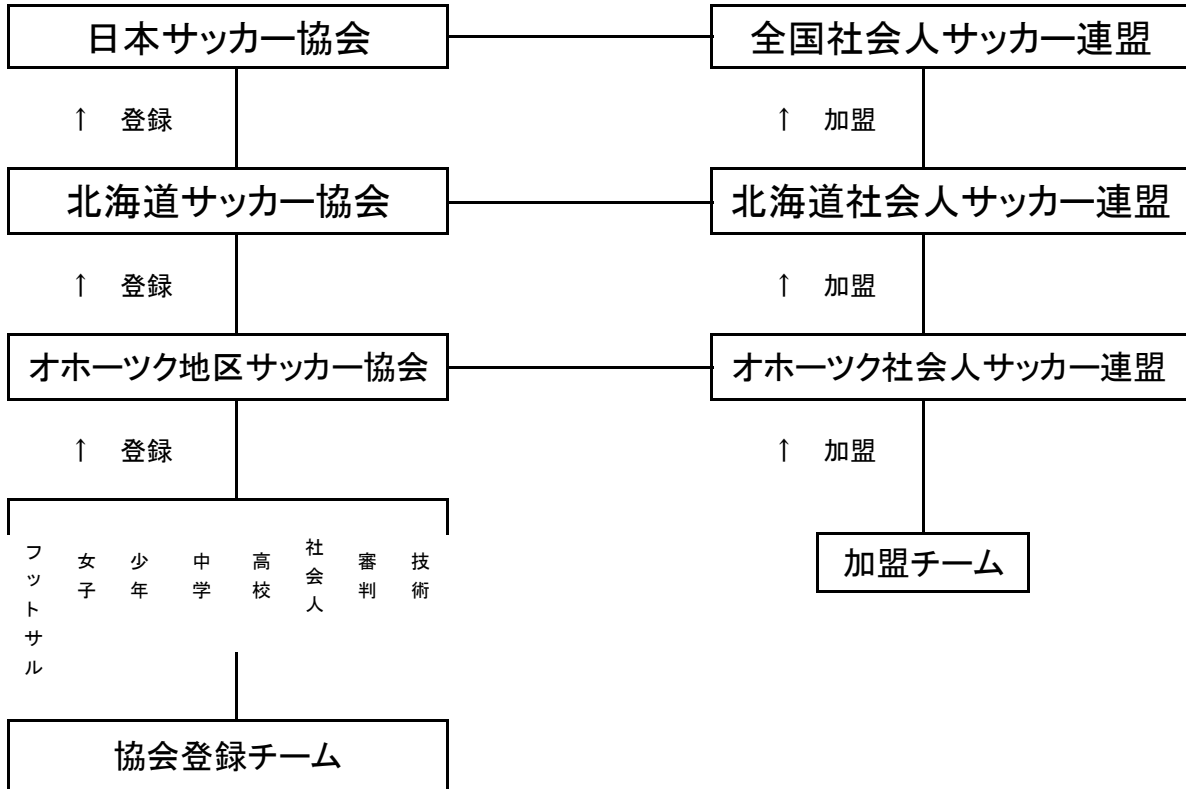 日本サッカー協会
全国社会人サッカー連盟
↑ 登録
↑ 加盟
北海道サッカー協会
北海道社会人サッカー連盟
↑ 登録
↑ 加盟
オホーツク地区サッカー協会
オホーツク社会人サッカー連盟
↑ 登録
↑ 加盟
フットサル
女子
少年
中学
高校
社会人
審判
技術
加盟チーム
協会登録チーム